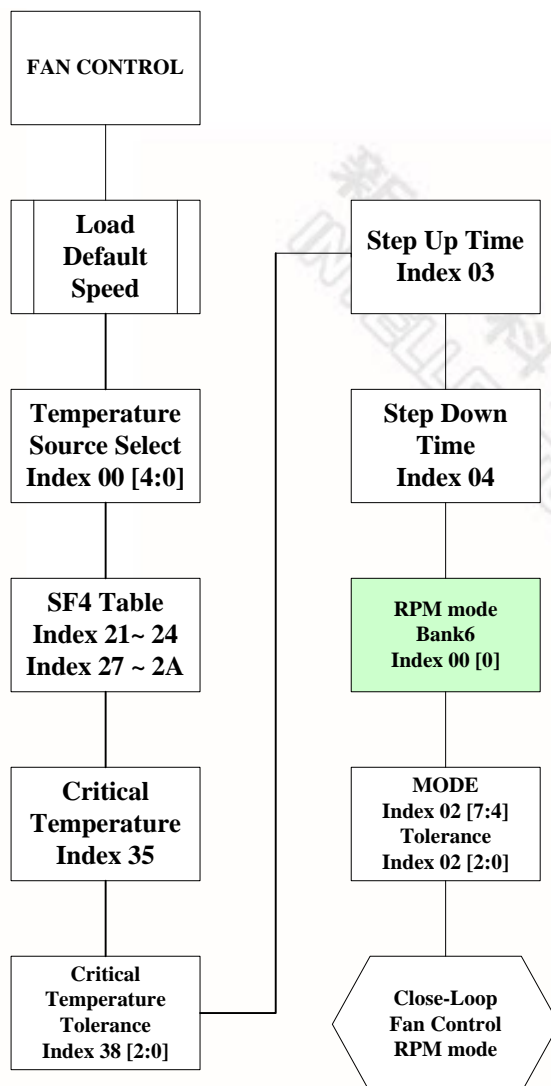 FAN CONTROL
Load
Default
Speed
Temperature
Source Select
Index 00 [4:0]
SF4 Table
Index 21~ 24
Index 27 ~ 2A
Critical
Temperature
Index 35
Critical
Temperature
Tolerance
Index 38 [2:0]
Step Up Time
Index 03
Step Down
Time
Index 04
RPM mode
Bank6
Index 00 [0]
MODE
Index 02 [7:4]
Tolerance
Index 02 [2:0]
Close-Loop
Fan Control
RPM mode